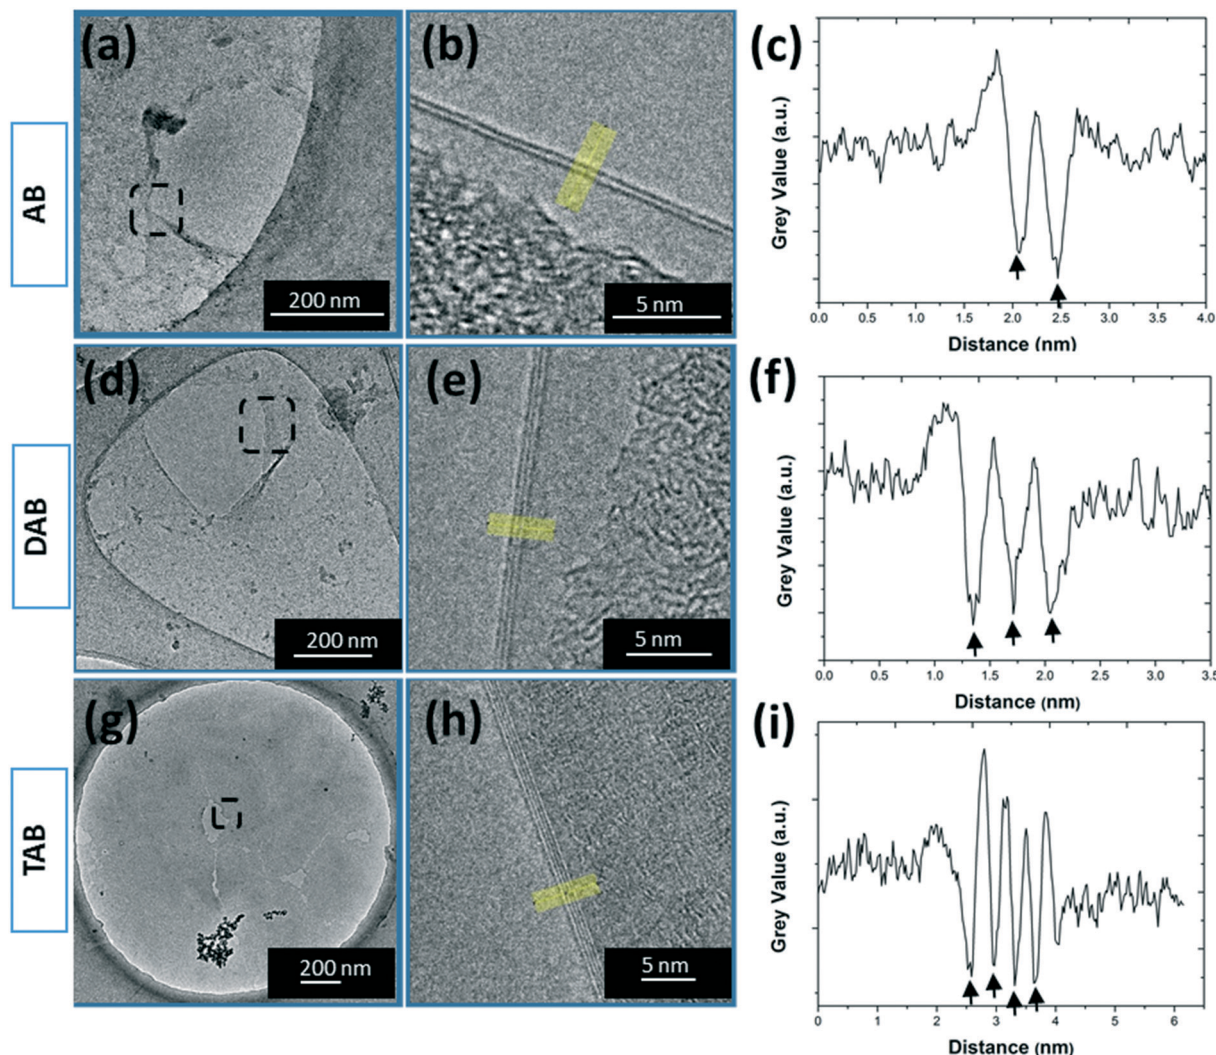 AB
(a)
200 nm
(b)
5 nm
(c)
Grey Value (a.u.)
0.0 0.5 1.0 1.5 2.0 2.5 3.0 3.5 4.0
Distance (nm)
DAB
(d)
200 nm
(e)
5 nm
(f)
Grey Value (a.u.)
0.0 0.5 1.0 1.5 2.0 2.5 3.0 3.5
Distance (nm)
TAB
(g)
200 nm
(h)
5 nm
(i)
Grey Value (a.u.)
0 1 2 3 4 5 6
Distance (nm)